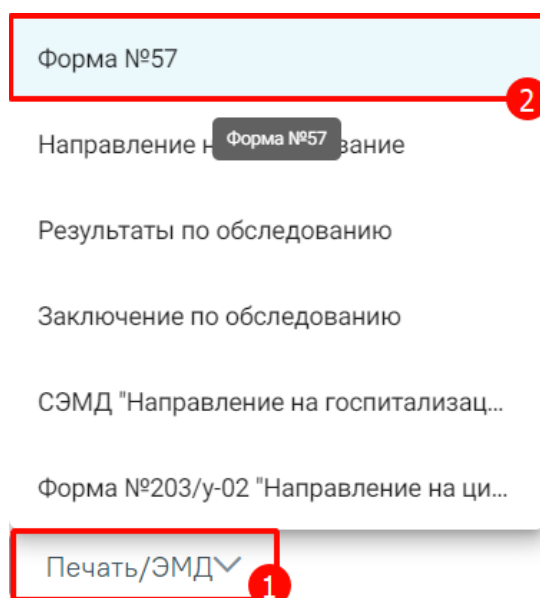 Форма №57
2
Направление н
вание
Форма №57
Результаты по обследованию
Заключение по обследованию
СЭМД "Направление на госпитализац...
Форма №203/у-02 "Направление на ци...
Печать/ЭМД
1